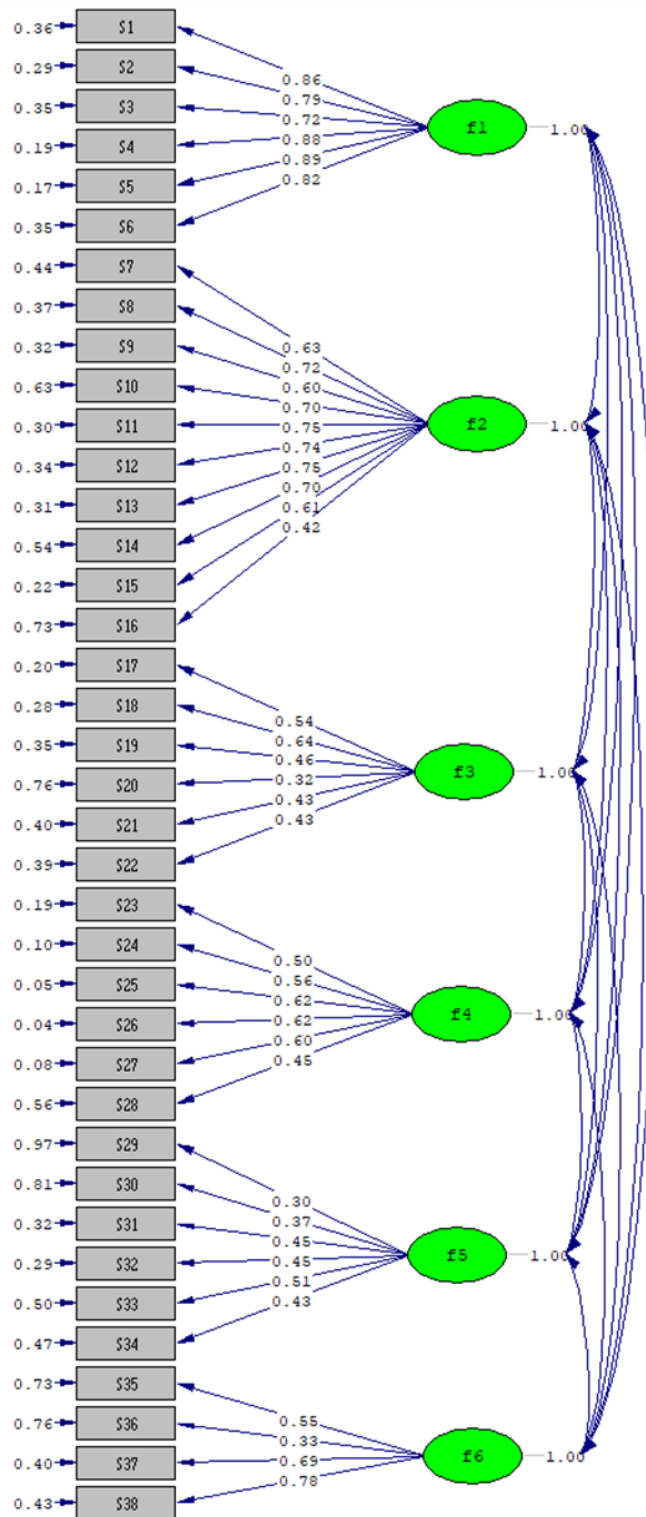 0.36 S1
0.29 S2
0.35 S3
0.19 S4
0.17 S5
0.35 S6
0.44 S7
0.37 S8
0.32 S9
0.63 S10
0.30 S11
0.34 S12
0.31 S13
0.54 S14
0.22 S15
0.73 S16
0.20 S17
0.28 S18
0.35 S19
0.76 S20
0.40 S21
0.39 S22
0.19 S23
0.10 S24
0.05 S25
0.04 S26
0.08 S27
0.56 S28
0.97 S29
0.81 S30
0.32 S31
0.29 S32
0.50 S33
0.47 S34
0.73 S35
0.76 S36
0.40 S37
0.43 S38
0.86
0.79
0.72
0.88
0.89
0.82
f1 1.00
0.63
0.72
0.60
0.70
0.75
0.74
0.75
0.70
0.61
0.42
f2 1.00
0.54
0.64
0.46
0.32
0.43
0.43
f3 1.00
0.50
0.56
0.62
0.62
0.60
0.45
f4 1.00
0.30
0.37
0.45
0.45
0.51
0.43
f5 1.00
0.55
0.33
0.69
0.78
f6 1.00